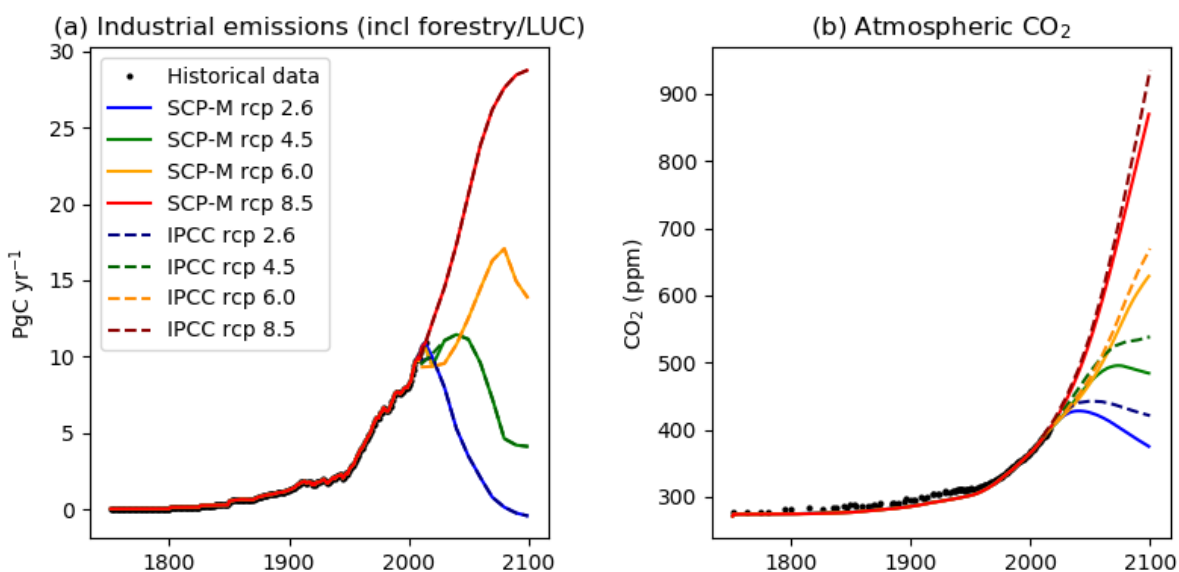 (a) Industrial emissions (incl forestry/LUC)
30
25
20
15
10
5
0
PgC yr⁻¹
Historical data
SCP-M rcp 2.6
SCP-M rcp 4.5
SCP-M rcp 6.0
SCP-M rcp 8.5
IPCC rcp 2.6
IPCC rcp 4.5
IPCC rcp 6.0
IPCC rcp 8.5
1800 1900 2000 2100
(b) Atmospheric CO₂
900
800
700
600
500
400
300
CO₂ (ppm)
1800 1900 2000 2100